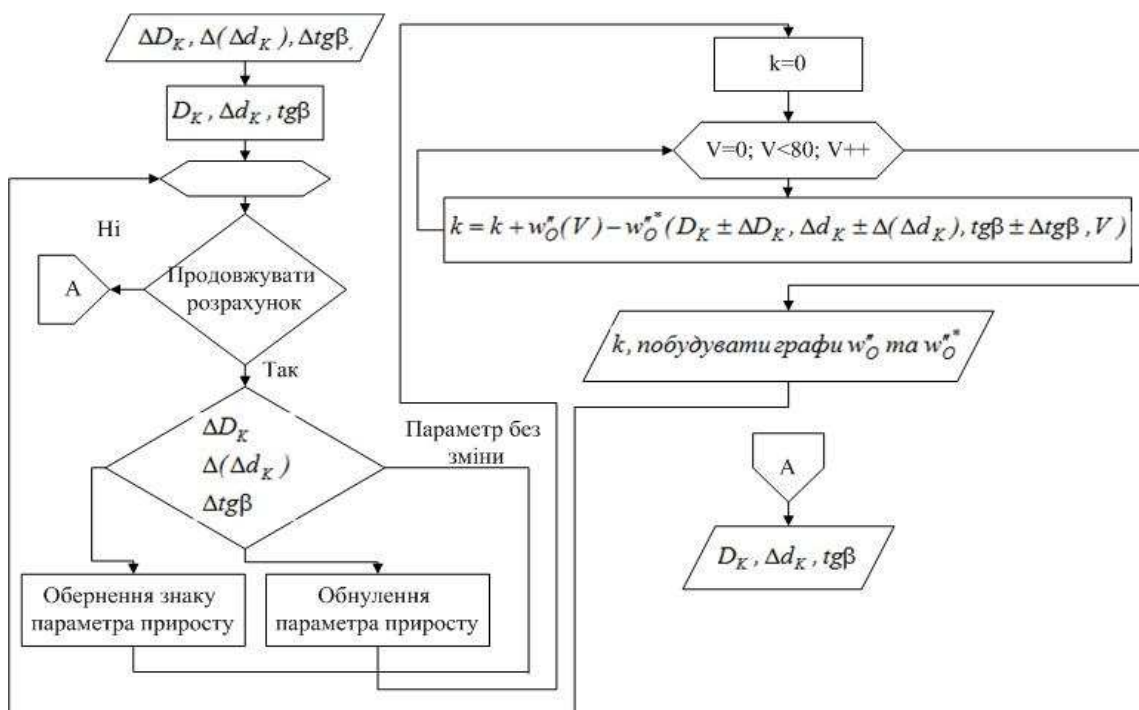 ΔD_K, Δ(Δd_K), Δtgβ
D_K, Δd_K, tgβ
Ні
А
Продовжувати
розрахунок
Так
ΔD_K
Δ(Δd_K)
Δtgβ
Параметр без
зміни
Обернення знаку
параметра приросту
Обнулення
параметра приросту
k=0
V=0; V<80; V++
k = k + w″_O(V) − w″*_O(D_K ± ΔD_K, Δd_K ± Δ(Δd_K), tgβ ± Δtgβ, V)
k, побудувати графи w″_O та w″*_O
А
D_K, Δd_K, tgβ